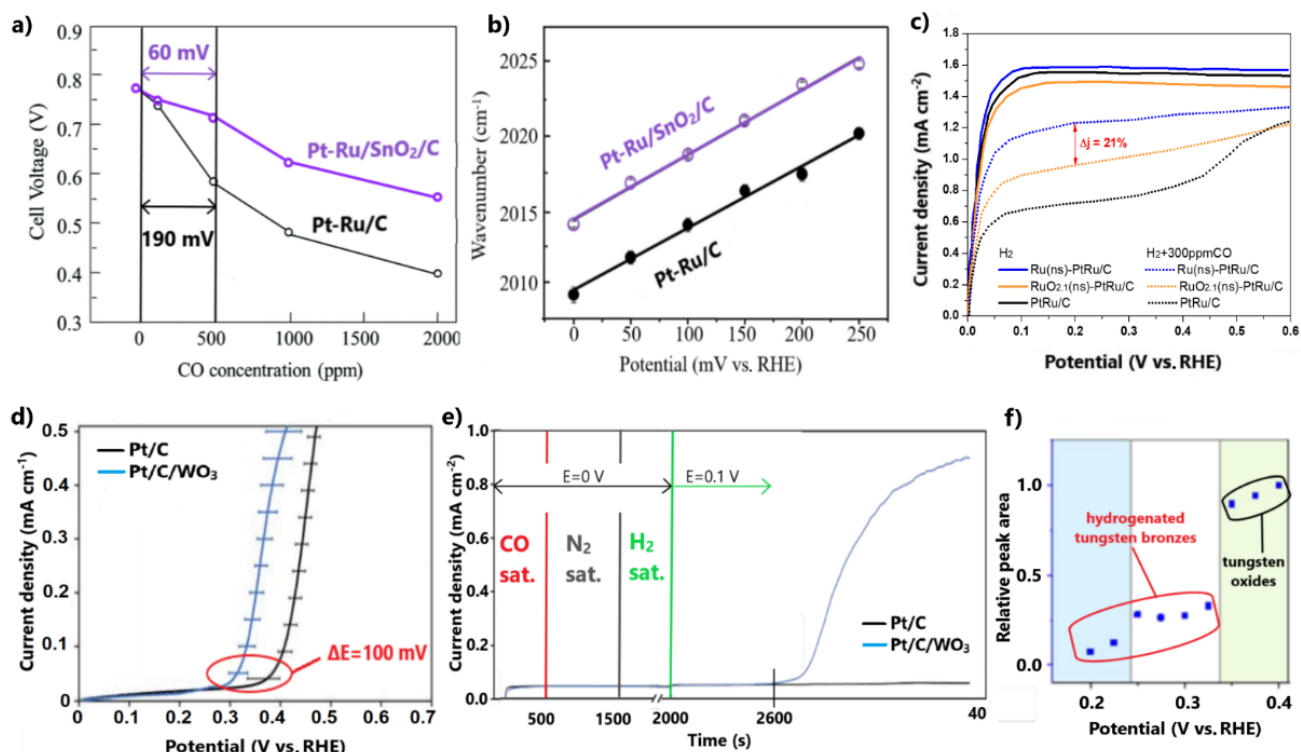 a)
0.9
0.8
0.7
0.6
0.5
0.4
0.3
Cell Voltage (V)
60 mV
190 mV
Pt-Ru/SnO₂/C
Pt-Ru/C
0
500
1000
1500
2000
CO concentration (ppm)
b)
2025
2020
2015
2010
Wavenumber (cm⁻¹)
Pt-Ru/SnO₂/C
Pt-Ru/C
0
50
100
150
200
250
Potential (mV vs. RHE)
c)
1.8
1.6
1.4
1.2
1.0
0.8
0.6
0.4
0.2
0.0
Current density (mA cm⁻²)
Δj = 21%
H₂
H₂+300ppmCO
Ru(ns)-PtRu/C
Ru(ns)-PtRu/C
RuO₂.₁(ns)-PtRu/C
RuO₂.₁(ns)-PtRu/C
PtRu/C
PtRu/C
0.0
0.1
0.2
0.3
0.4
0.5
0.6
Potential (V vs. RHE)
d)
0.5
0.4
0.3
0.2
0.1
0
Current density (mA cm⁻¹)
Pt/C
Pt/C/WO₃
ΔE=100 mV
0
0.1
0.2
0.3
0.4
0.5
0.6
0.7
Potential (V vs. RHE)
e)
1.0
0.8
0.6
0.4
0.2
0.0
Current density (mA cm⁻²)
E=0 V
E=0.1 V
CO
sat.
N₂
sat.
H₂
sat.
Pt/C
Pt/C/WO₃
500
1500
2000
2600
40
Time (s)
f)
1.0
0.5
0.0
Relative peak area
hydrogenated
tungsten bronzes
tungsten
oxides
0.2
0.3
0.4
Potential (V vs. RHE)